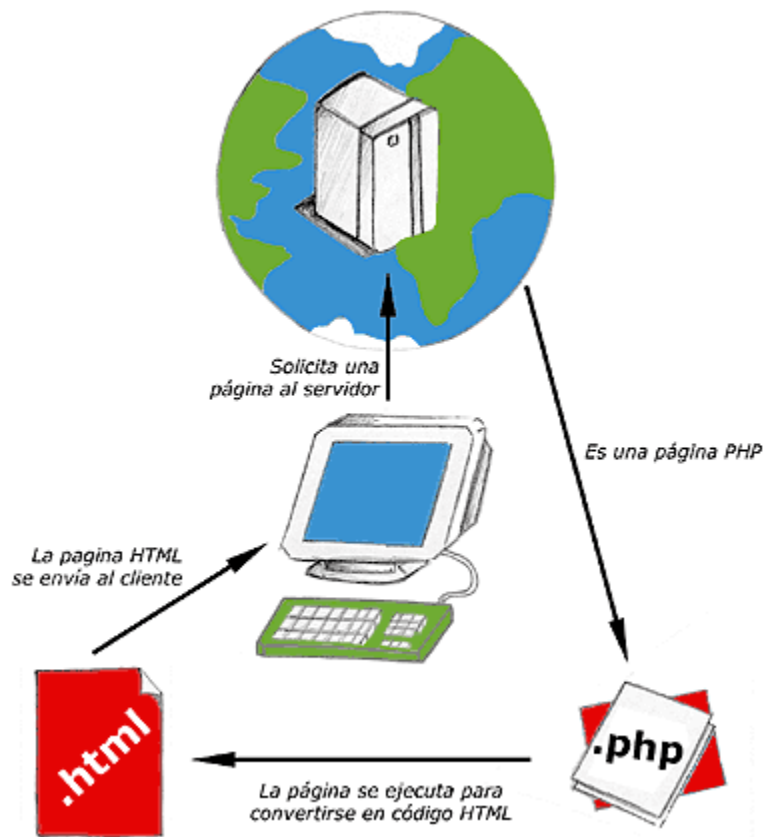 Solicita una
página al servidor
Es una página PHP
La pagina HTML
se envía al cliente
.html
.php
La página se ejecuta para
convertirse en código HTML